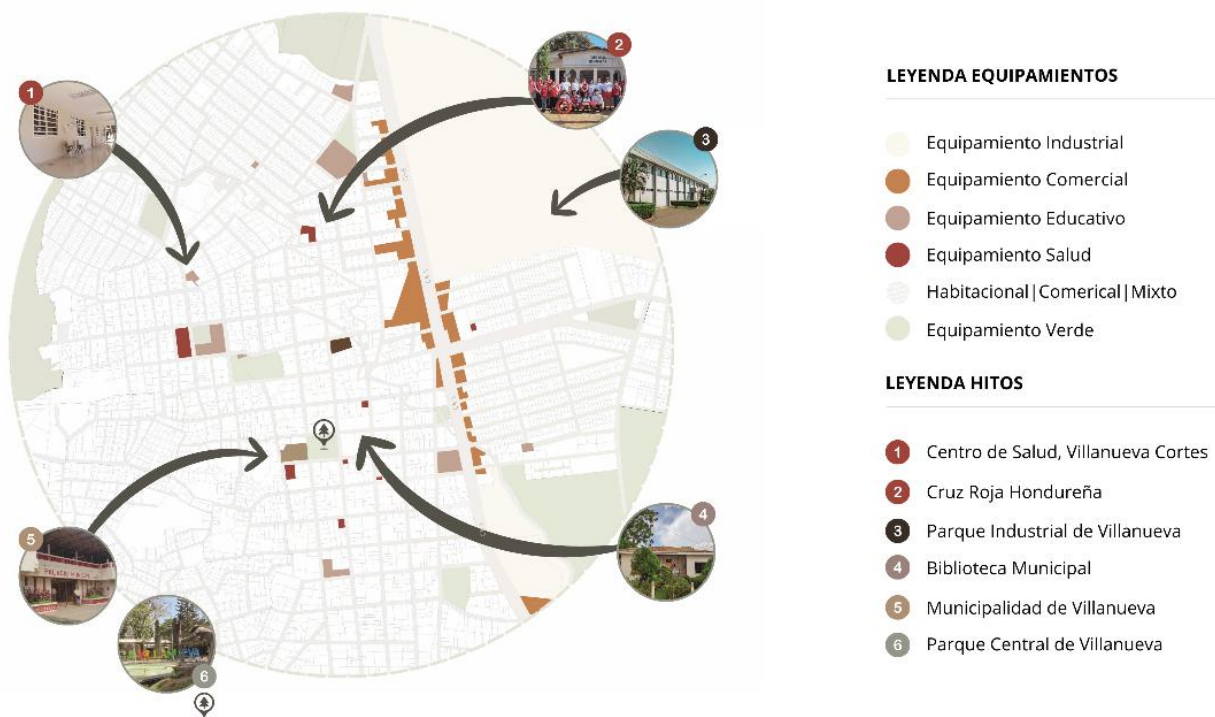 1
2
3
4
5
6
LEYENDA EQUIPAMIENTOS
Equipamiento Industrial
Equipamiento Comercial
Equipamiento Educativo
Equipamiento Salud
Habitacional|Comerical|Mixto
Equipamiento Verde
LEYENDA HITOS
1 Centro de Salud, Villanueva Cortes
2 Cruz Roja Hondureña
3 Parque Industrial de Villanueva
4 Biblioteca Municipal
5 Municipalidad de Villanueva
6 Parque Central de Villanueva